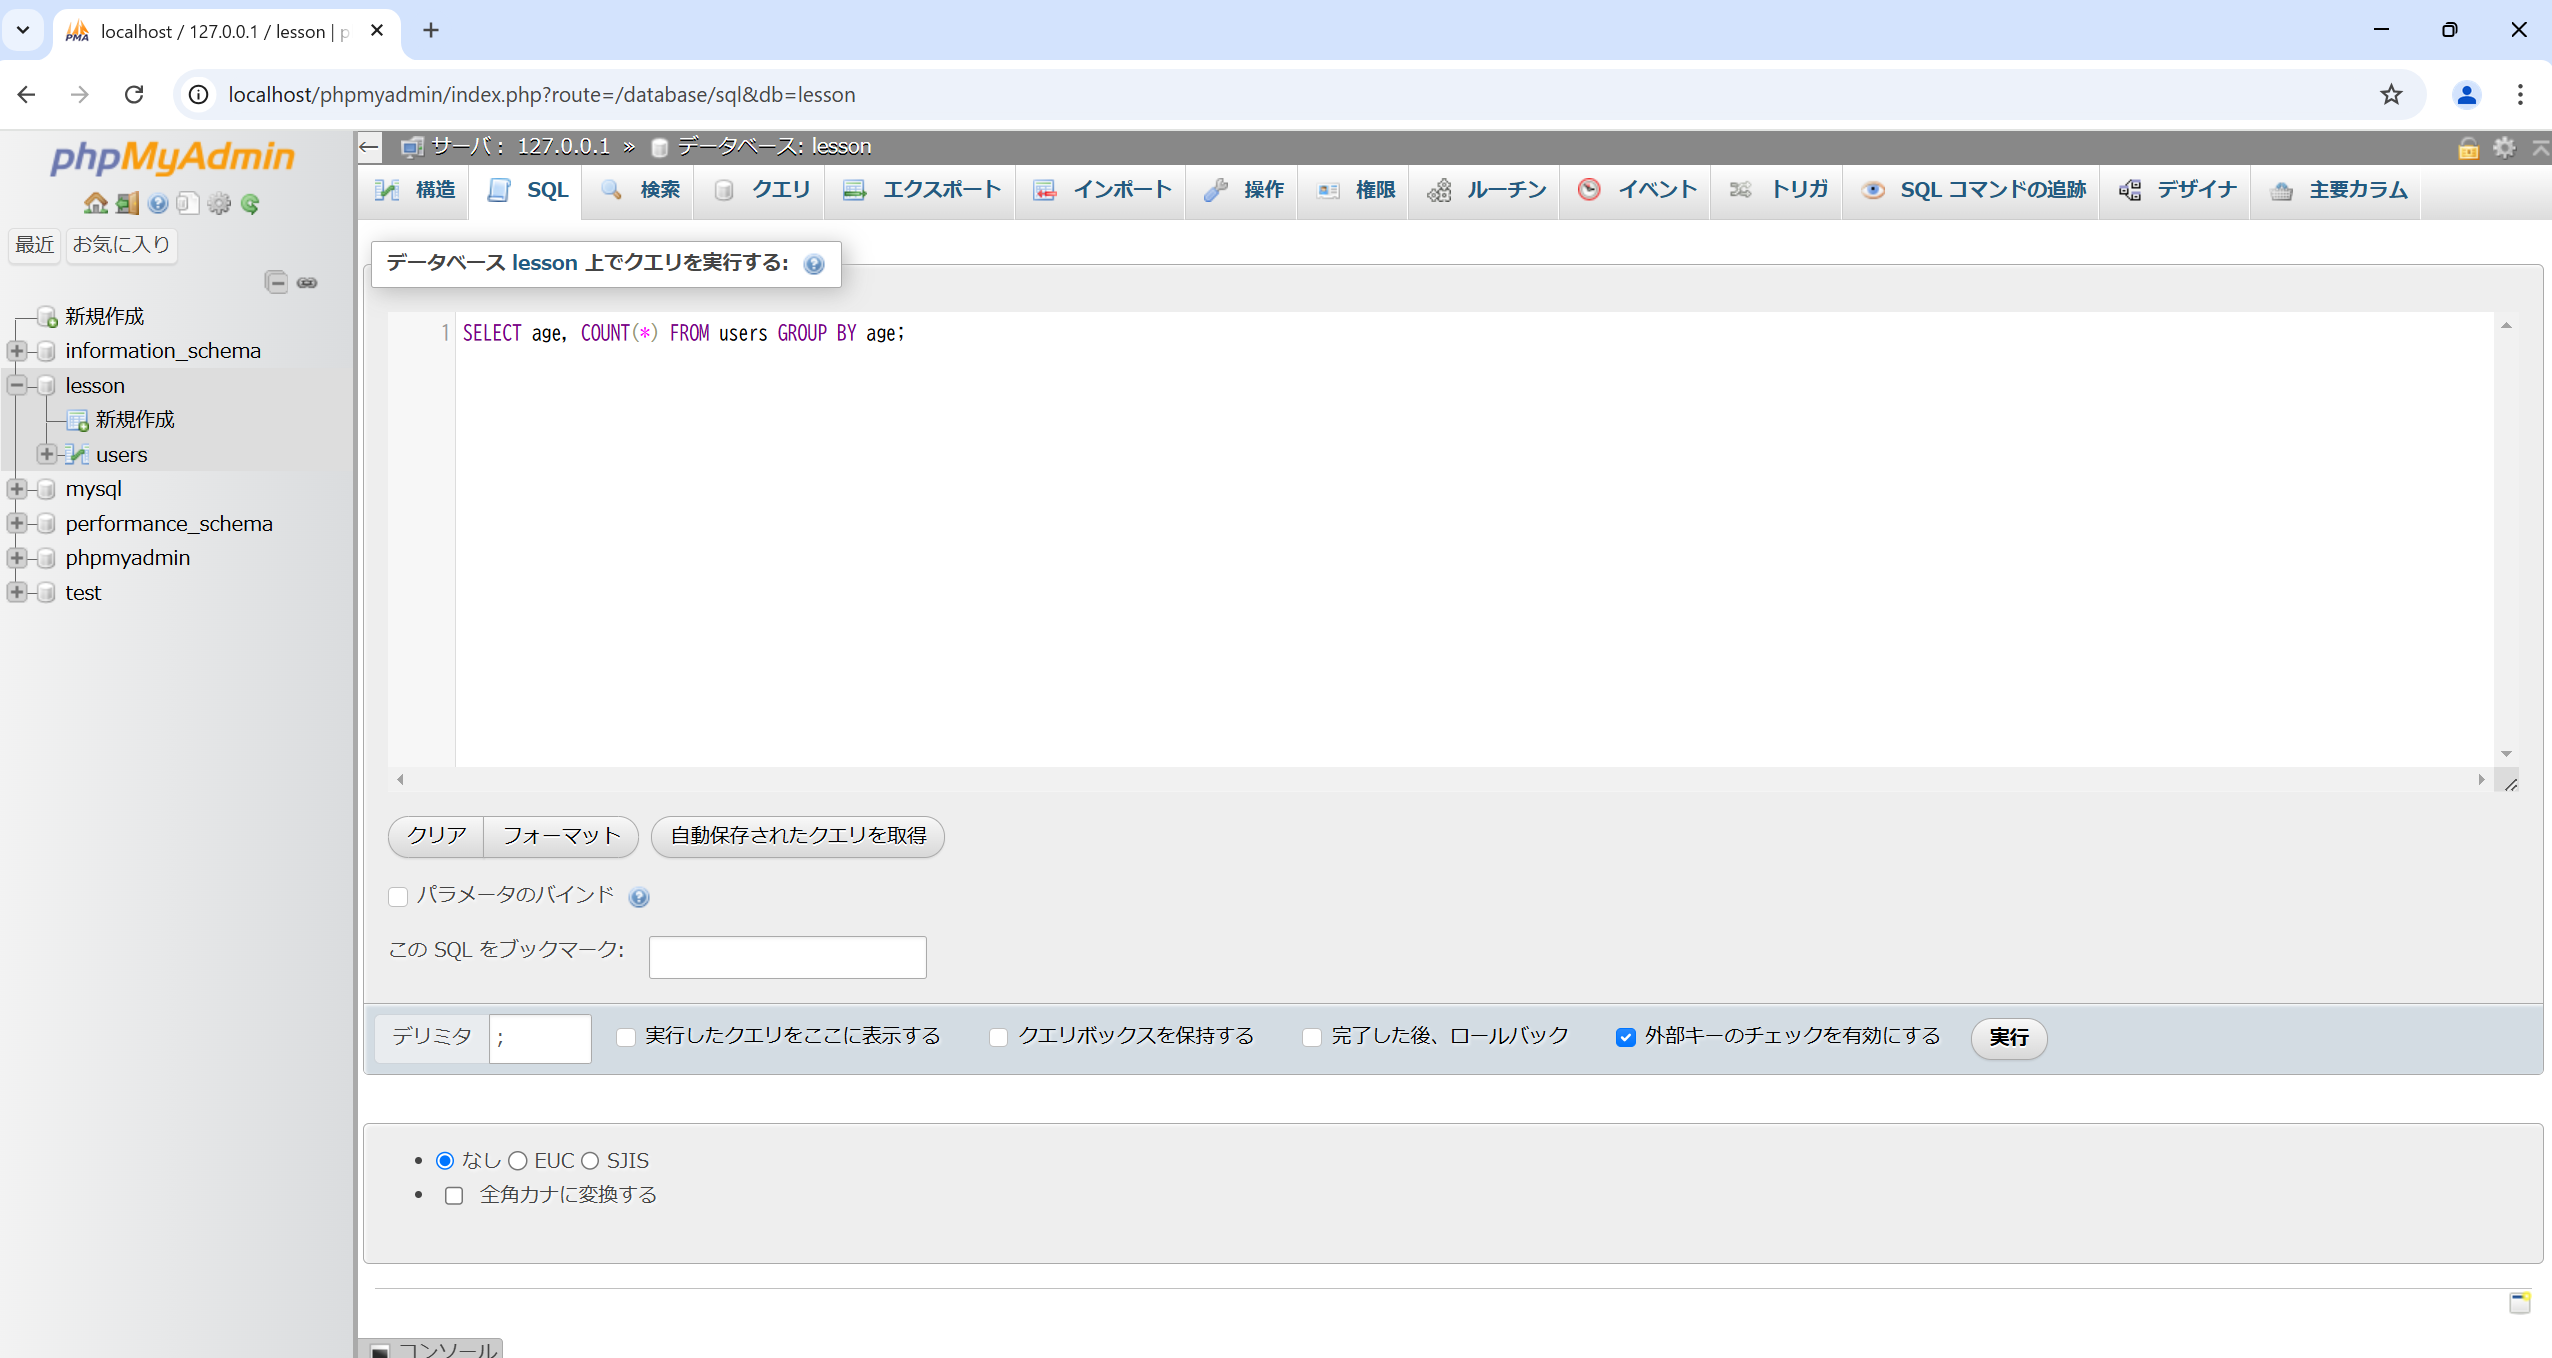 localhost / 127.0.0.1 / lesson | p
localhost/phpmyadmin/index.php?route=/database/sql&db=lesson
phpMyAdmin
最近 お気に入り
新規作成
information_schema
lesson
新規作成
users
mysql
performance_schema
phpmyadmin
test
サーバ: 127.0.0.1 » データベース: lesson
構造 SQL 検索 クエリ エクスポート インポート 操作 権限 ルーチン イベント トリガ SQL コマンドの追跡 デザイナ 主要カラム
データベース lesson 上でクエリを実行する:
1 SELECT age, COUNT(*) FROM users GROUP BY age;
クリア フォーマット 自動保存されたクエリを取得
パラメータのバインド
この SQL をブックマーク:
デリミタ ; 実行したクエリをここに表示する クエリボックスを保持する 完了した後、ロールバック 外部キーのチェックを有効にする 実行
なし EUC SJIS
全角カナに変換する
コンソール